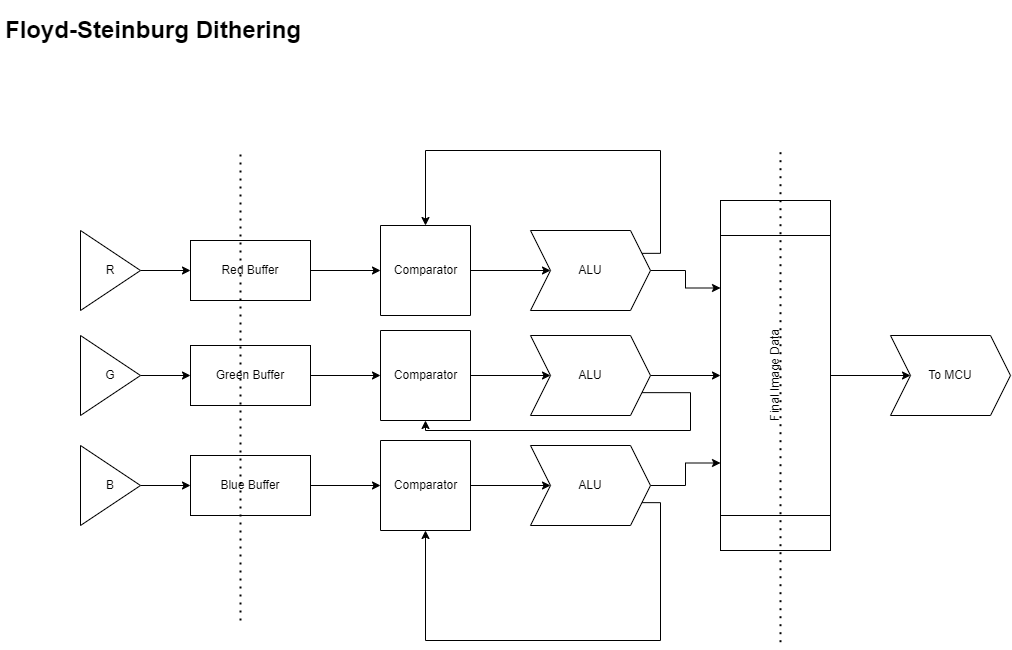 Floyd-Steinburg Dithering
R
Red Buffer
Comparator
ALU
G
Green Buffer
Comparator
ALU
Final Image Data
To MCU
B
Blue Buffer
Comparator
ALU